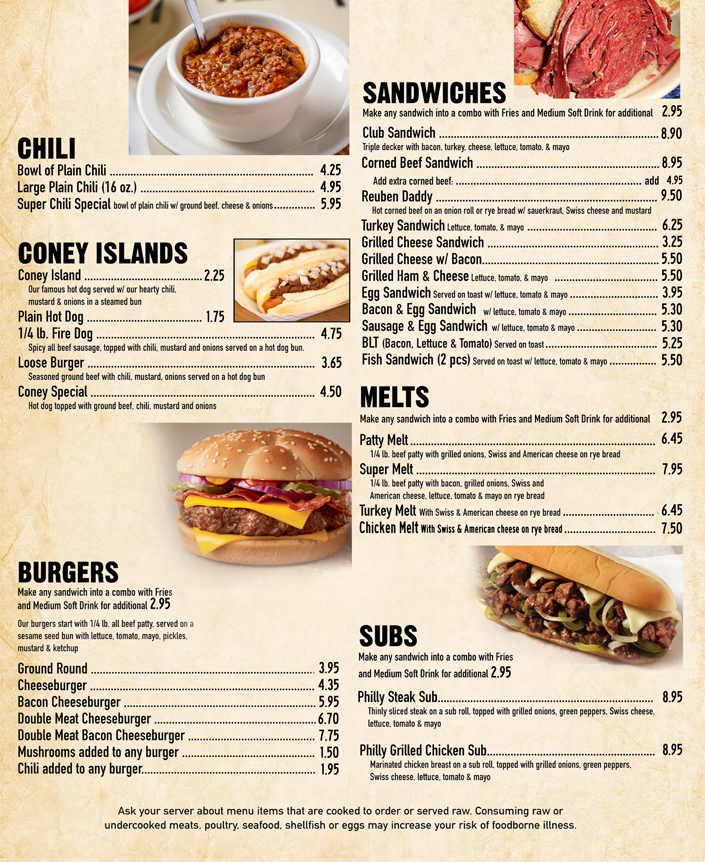 CHILI
Bowl of Plain Chili 4.25
Large Plain Chili (16 oz.) 4.95
Super Chili Special bowl of plain chili w/ ground beef, cheese & onions 5.95
CONEY ISLANDS
Coney Island 2.25
Our famous hot dog served w/ our hearty chili,
mustard & onions in a steamed bun
Plain Hot Dog 1.75
1/4 lb. Fire Dog 4.75
Spicy all beef sausage, topped with chili, mustard and onions served on a hot dog bun.
Loose Burger 3.65
Seasoned ground beef with chili, mustard, onions served on a hot dog bun
Coney Special 4.50
Hot dog topped with ground beef, chili, mustard and onions
BURGERS
Make any sandwich into a combo with Fries
and Medium Soft Drink for additional 2.95
Our burgers start with 1/4 lb. all beef patty, served on a
sesame seed bun with lettuce, tomato, mayo, pickles,
mustard & ketchup
Ground Round 3.95
Cheeseburger 4.35
Bacon Cheeseburger 5.95
Double Meat Cheeseburger 6.70
Double Meat Bacon Cheeseburger 7.75
Mushrooms added to any burger 1.50
Chili added to any burger 1.95
SANDWICHES
Make any sandwich into a combo with Fries and Medium Soft Drink for additional 2.95
Club Sandwich 8.90
Triple decker with bacon, turkey, cheese, lettuce, tomato, & mayo
Corned Beef Sandwich 8.95
Add extra corned beef: add 4.95
Reuben Daddy 9.50
Hot corned beef on an onion roll or rye bread w/ sauerkraut, Swiss cheese and mustard
Turkey Sandwich Lettuce, tomato, & mayo 6.25
Grilled Cheese Sandwich 3.25
Grilled Cheese w/ Bacon 5.50
Grilled Ham & Cheese Lettuce, tomato, & mayo 5.50
Egg Sandwich Served on toast w/ lettuce, tomato & mayo 3.95
Bacon & Egg Sandwich w/ lettuce, tomato & mayo 5.30
Sausage & Egg Sandwich w/ lettuce, tomato & mayo 5.30
BLT (Bacon, Lettuce & Tomato) Served on toast 5.25
Fish Sandwich (2 pcs) Served on toast w/ lettuce, tomato & mayo 5.50
MELTS
Make any sandwich into a combo with Fries and Medium Soft Drink for additional 2.95
Patty Melt 6.45
1/4 lb. beef patty with grilled onions, Swiss and American cheese on rye bread
Super Melt 7.95
1/4 lb. beef patty with bacon, grilled onions, Swiss and
American cheese, lettuce, tomato & mayo on rye bread
Turkey Melt With Swiss & American cheese on rye bread 6.45
Chicken Melt With Swiss & American cheese on rye bread 7.50
SUBS
Make any sandwich into a combo with Fries
and Medium Soft Drink for additional 2.95
Philly Steak Sub 8.95
Thinly sliced steak on a sub roll, topped with grilled onions, green peppers, Swiss cheese,
lettuce, tomato & mayo
Philly Grilled Chicken Sub 8.95
Marinated chicken breast on a sub roll, topped with grilled onions, green peppers,
Swiss cheese, lettuce, tomato & mayo
Ask your server about menu items that are cooked to order or served raw. Consuming raw or
undercooked meats, poultry, seafood, shellfish or eggs may increase your risk of foodborne illness.